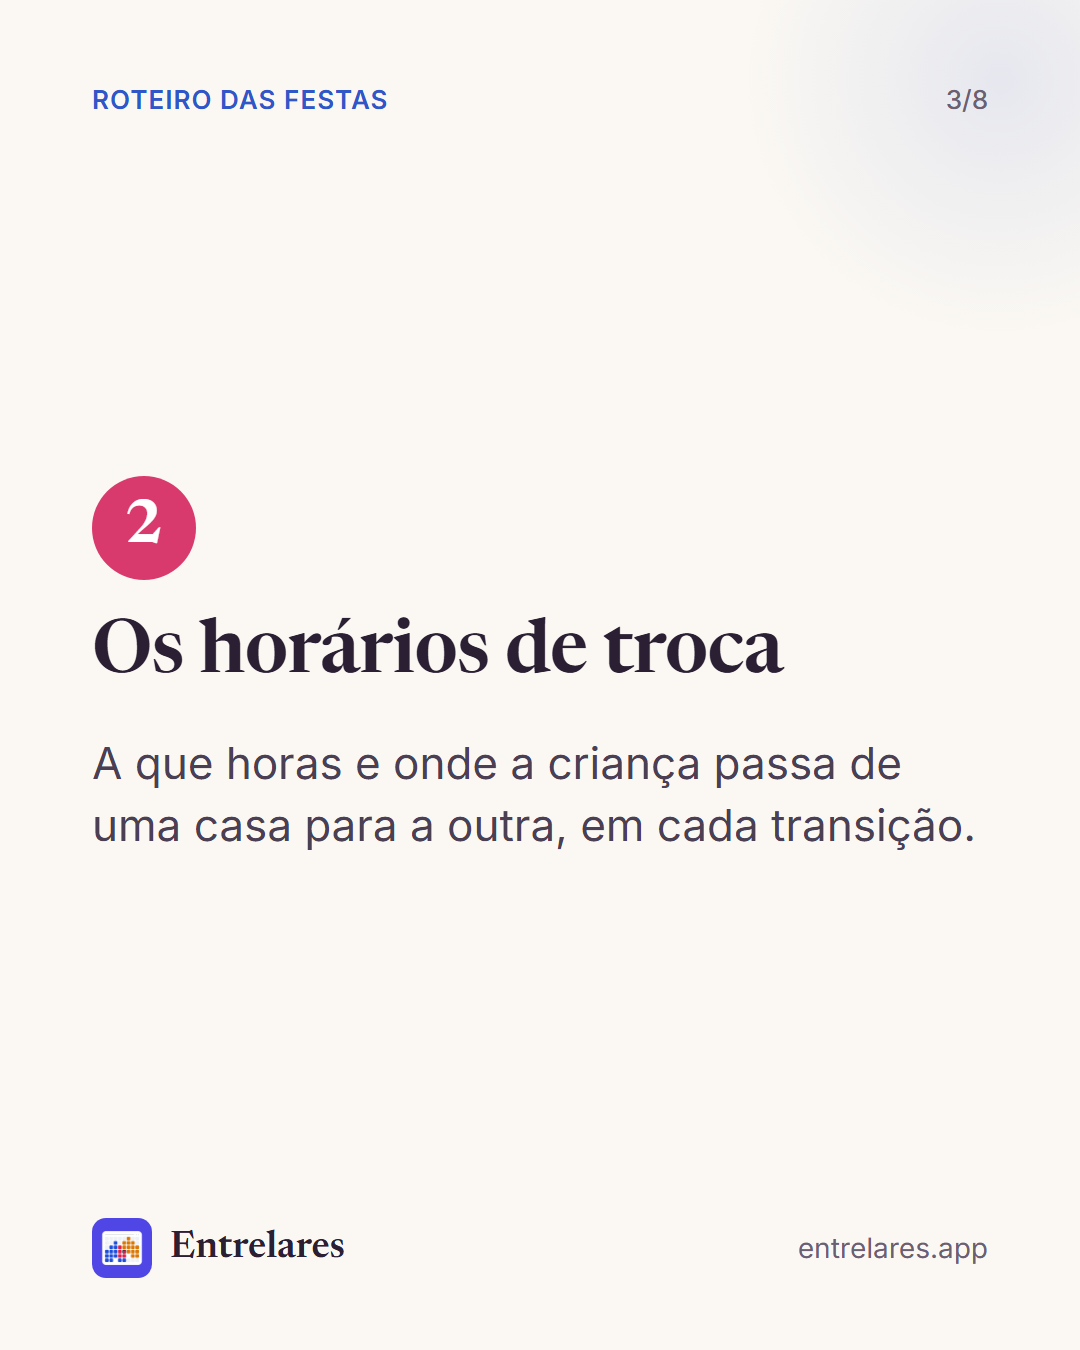 ROTEIRO DAS FESTAS
3/8
2
Os horários de troca
A que horas e onde a criança passa de
uma casa para a outra, em cada transição.
Entrelares
entrelares.app